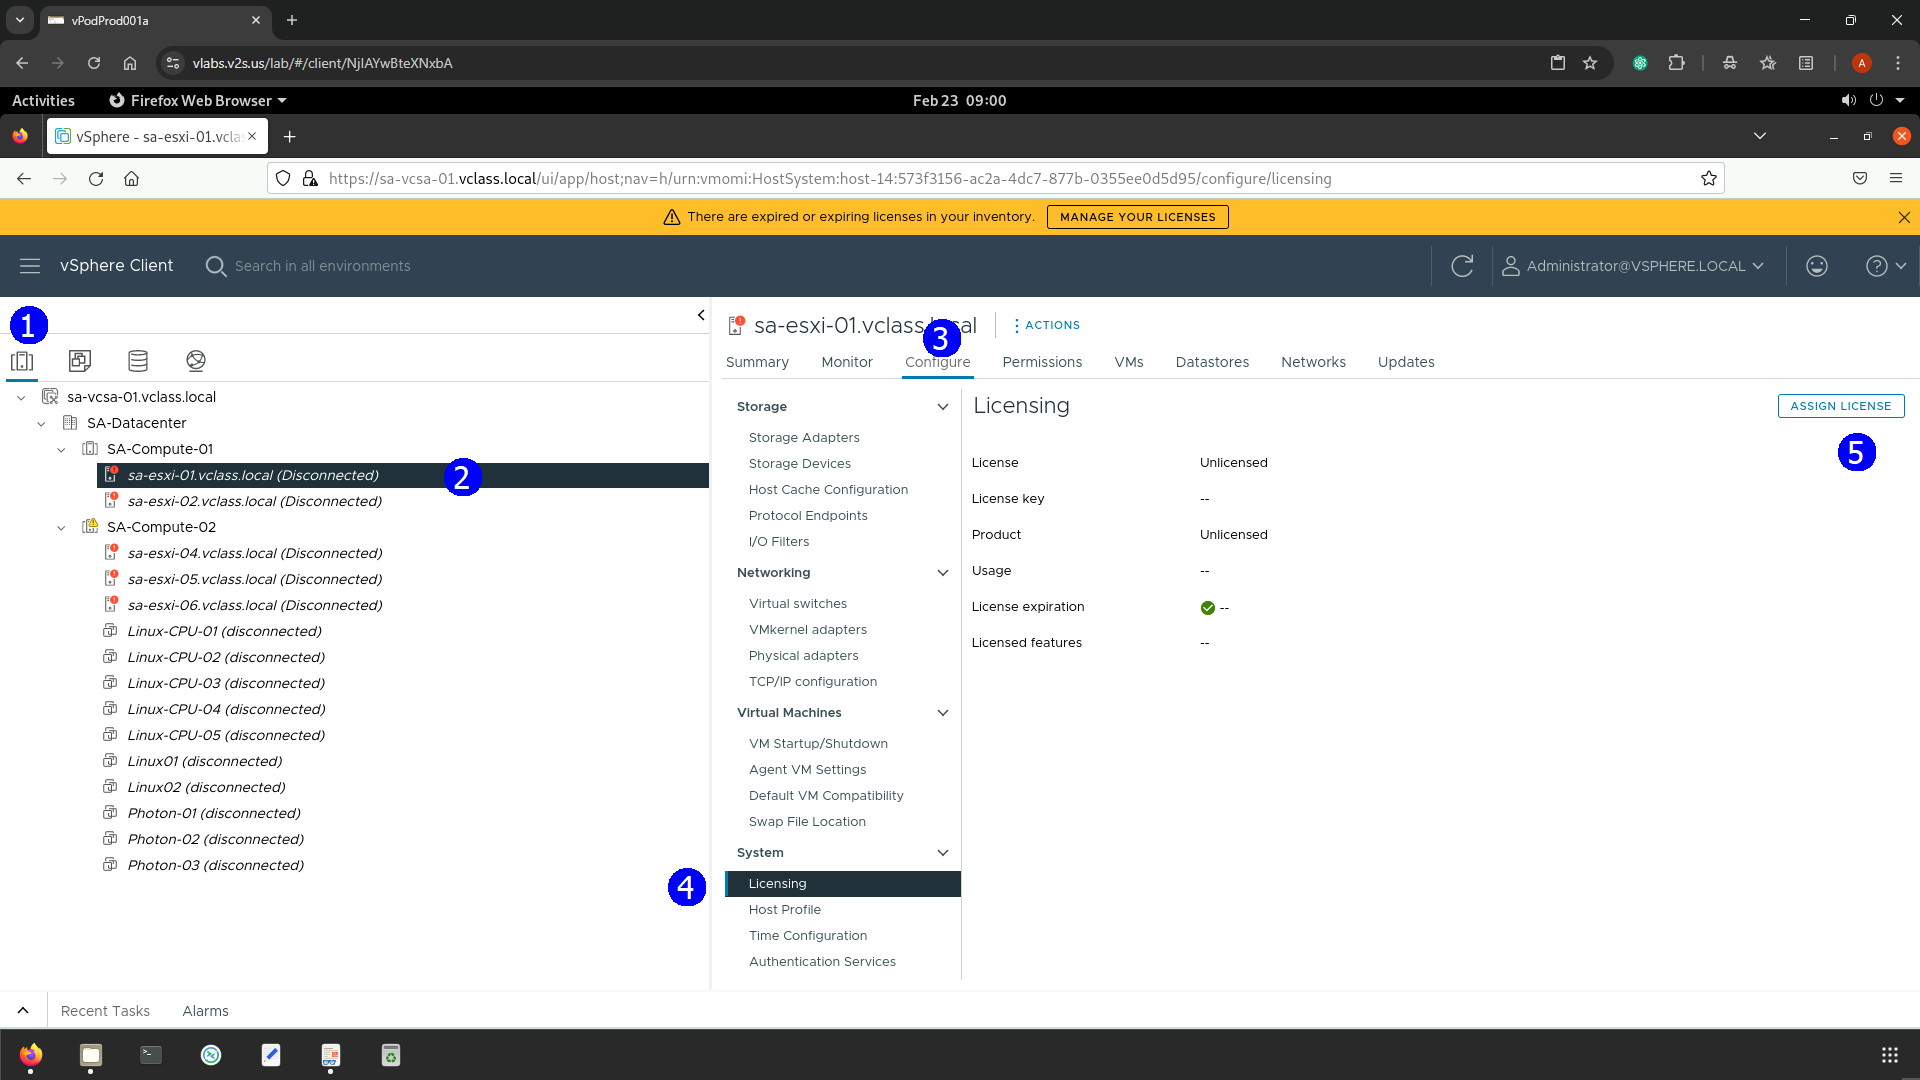 vPodProd001a
vlabs.v2s.us/lab/#/client/NjIAYwBteXNxbA
A
Activities
Firefox Web Browser
Feb 23 09:00
vSphere - sa-esxi-01.vclas
https://sa-vcsa-01.vclass.local/ui/app/host;nav=h/urn:vmomi:HostSystem:host-14:573f3156-ac2a-4dc7-877b-0355ee0d5d95/configure/licensing
There are expired or expiring licenses in your inventory.
MANAGE YOUR LICENSES
vSphere Client
Search in all environments
Administrator@VSPHERE.LOCAL
1
sa-vcsa-01.vclass.local
SA-Datacenter
SA-Compute-01
sa-esxi-01.vclass.local (Disconnected)
2
sa-esxi-02.vclass.local (Disconnected)
SA-Compute-02
sa-esxi-04.vclass.local (Disconnected)
sa-esxi-05.vclass.local (Disconnected)
sa-esxi-06.vclass.local (Disconnected)
Linux-CPU-01 (disconnected)
Linux-CPU-02 (disconnected)
Linux-CPU-03 (disconnected)
Linux-CPU-04 (disconnected)
Linux-CPU-05 (disconnected)
Linux01 (disconnected)
Linux02 (disconnected)
Photon-01 (disconnected)
Photon-02 (disconnected)
Photon-03 (disconnected)
sa-esxi-01.vclass.local
ACTIONS
3
Summary
Monitor
Configure
Permissions
VMs
Datastores
Networks
Updates
Storage
Storage Adapters
Storage Devices
Host Cache Configuration
Protocol Endpoints
I/O Filters
Networking
Virtual switches
VMkernel adapters
Physical adapters
TCP/IP configuration
Virtual Machines
VM Startup/Shutdown
Agent VM Settings
Default VM Compatibility
Swap File Location
System
4
Licensing
Host Profile
Time Configuration
Authentication Services
Licensing
ASSIGN LICENSE
5
License Unlicensed
License key --
Product Unlicensed
Usage --
License expiration --
Licensed features --
Recent Tasks
Alarms